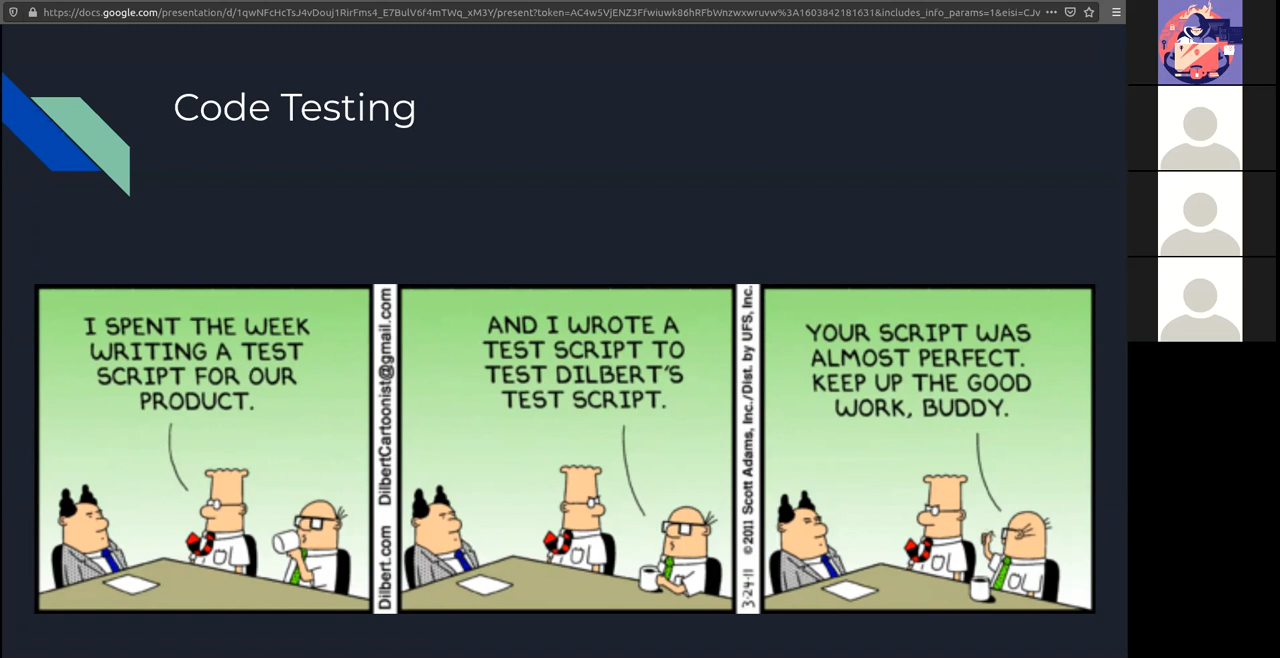 https://docs.google.com/presentation/d/1qwNFcHcTsJ4vDouj1RirFms4_E7BulV6f4mTWq_xM3Y/present?token=AC4w5VjENZ3Ffwiuwk86hRFbWnzwxwruvw%3A1603842181631&includes_info_params=1&eisi=CJv
Code Testing
I SPENT THE WEEK
WRITING A TEST
SCRIPT FOR OUR
PRODUCT.
Dilbert.com DilbertCartoonist@gmail.com
AND I WROTE A
TEST SCRIPT TO
TEST DILBERT'S
TEST SCRIPT.
3-24-11 ©2011 Scott Adams, Inc./Dist. by UFS, Inc.
YOUR SCRIPT WAS
ALMOST PERFECT.
KEEP UP THE GOOD
WORK, BUDDY.